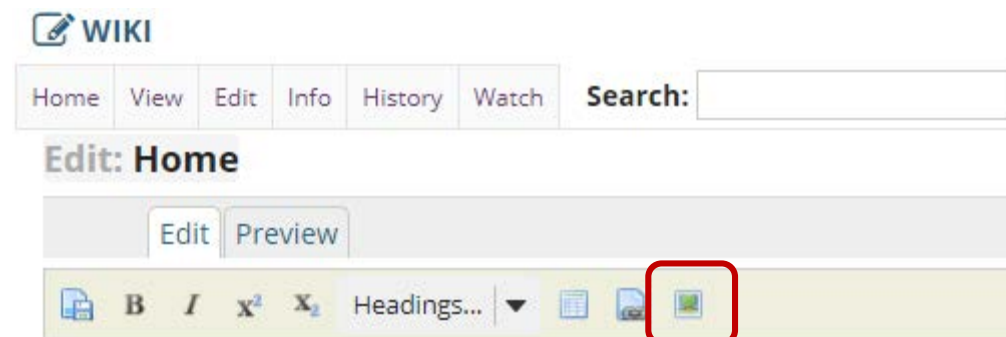 WIKI
Home View Edit Info History Watch Search:
Edit: Home
Edit Preview
B I x² X₂ Headings...